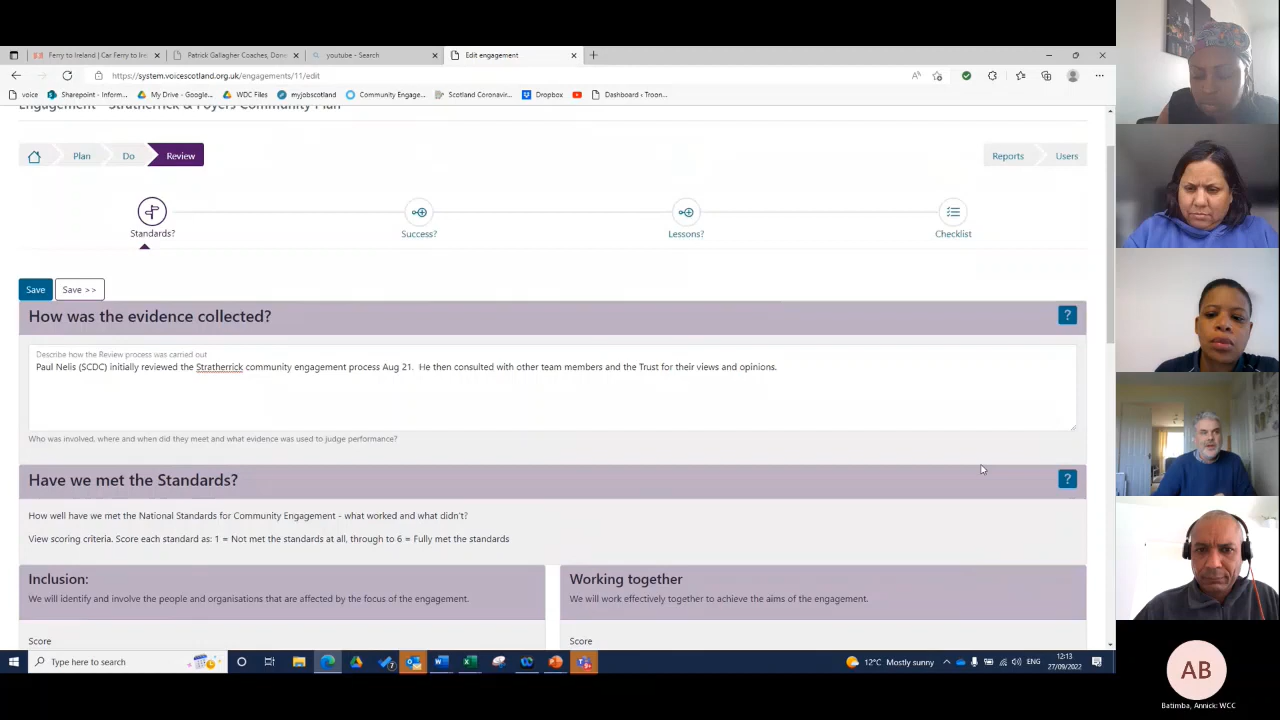 Ferry to Ireland | Car Ferry to Ire
Patrick Gallagher Coaches, Don
youtube - Search
Edit engagement
https://system.voicescotland.org.uk/engagements/11/edit
voice
Sharepoint - Inform...
My Drive - Google...
WDC Files
myjobscotland
Community Engage...
Scotland Coronavir...
Dropbox
Dashboard ‹ Troon...
Engagement - Stratherrick & Foyers Community Plan
Plan
Do
Review
Reports
Users
Standards?
Success?
Lessons?
Checklist
Save
Save >>
How was the evidence collected?
?
Describe how the Review process was carried out
Paul Nelis (SCDC) initially reviewed the Stratherrick community engagement process Aug 21. He then consulted with other team members and the Trust for their views and opinions.
Who was involved, where and when did they meet and what evidence was used to judge performance?
Have we met the Standards?
?
How well have we met the National Standards for Community Engagement - what worked and what didn't?
View scoring criteria. Score each standard as: 1 = Not met the standards at all, through to 6 = Fully met the standards
Inclusion:
We will identify and involve the people and organisations that are affected by the focus of the engagement.
Working together
We will work effectively together to achieve the aims of the engagement.
Score
Score
Type here to search
12°C Mostly sunny
ENG
12:13
27/09/2022
AB
Batimba, Annick: WCC